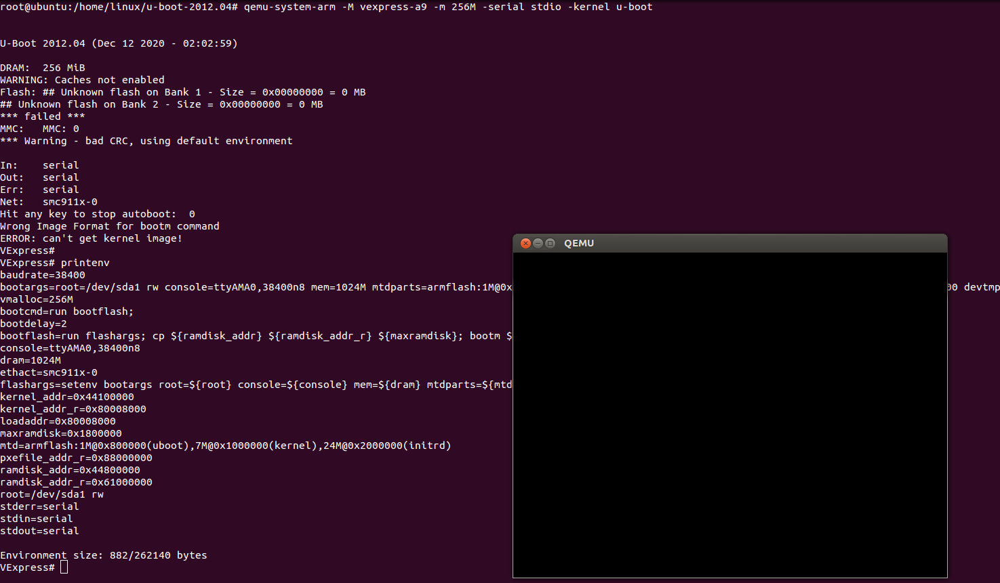 root@ubuntu:/home/linux/u-boot-2012.04# qemu-system-arm -M vexpress-a9 -m 256M -serial stdio -kernel u-boot
U-Boot 2012.04 (Dec 12 2020 - 02:02:59)
DRAM:  256 MiB
WARNING: Caches not enabled
Flash: ## Unknown flash on Bank 1 - Size = 0x00000000 = 0 MB
## Unknown flash on Bank 2 - Size = 0x00000000 = 0 MB
*** failed ***
MMC:   MMC: 0
*** Warning - bad CRC, using default environment
In:    serial
Out:   serial
Err:   serial
Net:   smc911x-0
Hit any key to stop autoboot:  0
Wrong Image Format for bootm command
ERROR: can't get kernel image!
VExpress#
VExpress# printenv
baudrate=38400
bootargs=root=/dev/sda1 rw console=ttyAMA0,38400n8 mem=1024M mtdparts=armflash:1M@0x 00 devtmp
vmalloc=256M
bootcmd=run bootflash;
bootdelay=2
bootflash=run flashargs; cp ${ramdisk_addr} ${ramdisk_addr_r} ${maxramdisk}; bootm $
console=ttyAMA0,38400n8
dram=1024M
ethact=smc911x-0
flashargs=setenv bootargs root=${root} console=${console} mem=${dram} mtdparts=${mtd
kernel_addr=0x44100000
kernel_addr_r=0x80008000
loadaddr=0x80008000
maxramdisk=0x1800000
mtd=armflash:1M@0x800000(uboot),7M@0x1000000(kernel),24M@0x2000000(initrd)
pxefile_addr_r=0x88000000
ramdisk_addr=0x44800000
ramdisk_addr_r=0x61000000
root=/dev/sda1 rw
stderr=serial
stdin=serial
stdout=serial
Environment size: 882/262140 bytes
VExpress#
QEMU